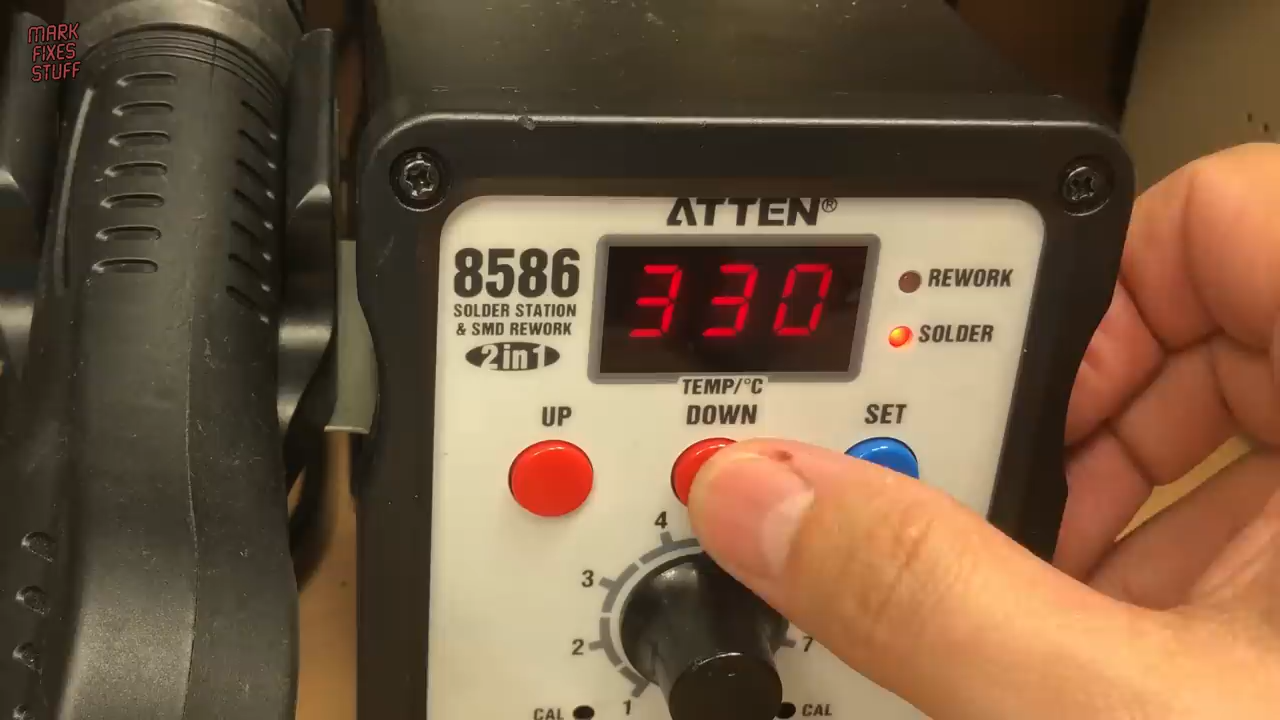 MARK
FIXES
STUFF
ATTEN®
8586
SOLDER STATION
& SMD REWORK
2in1
330
REWORK
SOLDER
TEMP/°C
UP
DOWN
SET
4
3
2
1
7
CAL
CAL